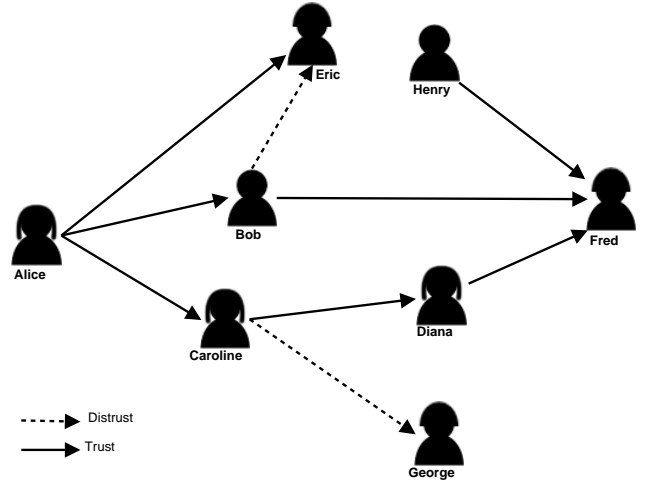 Eric
Henry
Bob
Fred
Alice
Diana
Caroline
Distrust
Trust
George